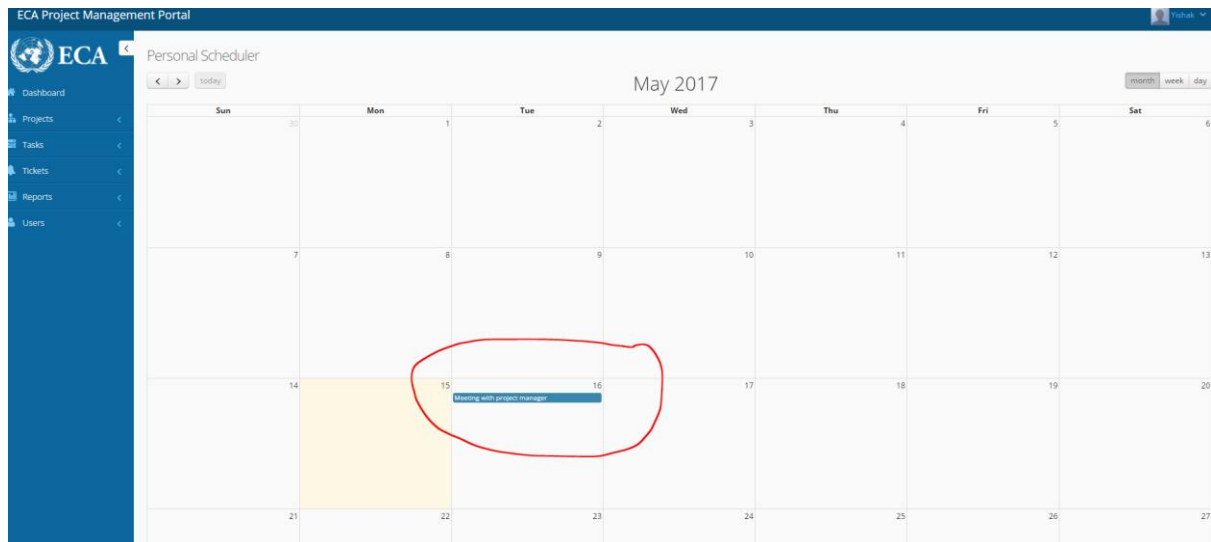 ECA Project Management Portal
Yishak
ECA
Personal Scheduler
today
May 2017
month week day
Dashboard
Projects
Tasks
Tickets
Reports
Users
Sun Mon Tue Wed Thu Fri Sat
30 1 2 3 4 5 6
7 8 9 10 11 12 13
14 15 16 17 18 19 20
Meeting with project manager
21 22 23 24 25 26 27